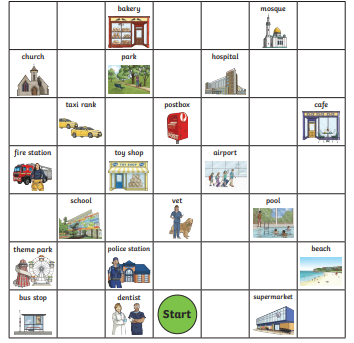 bakery mosque
church park hospital
taxi rank postbox cafe
fire station toy shop airport
school vet pool
theme park police station beach
bus stop dentist Start supermarket